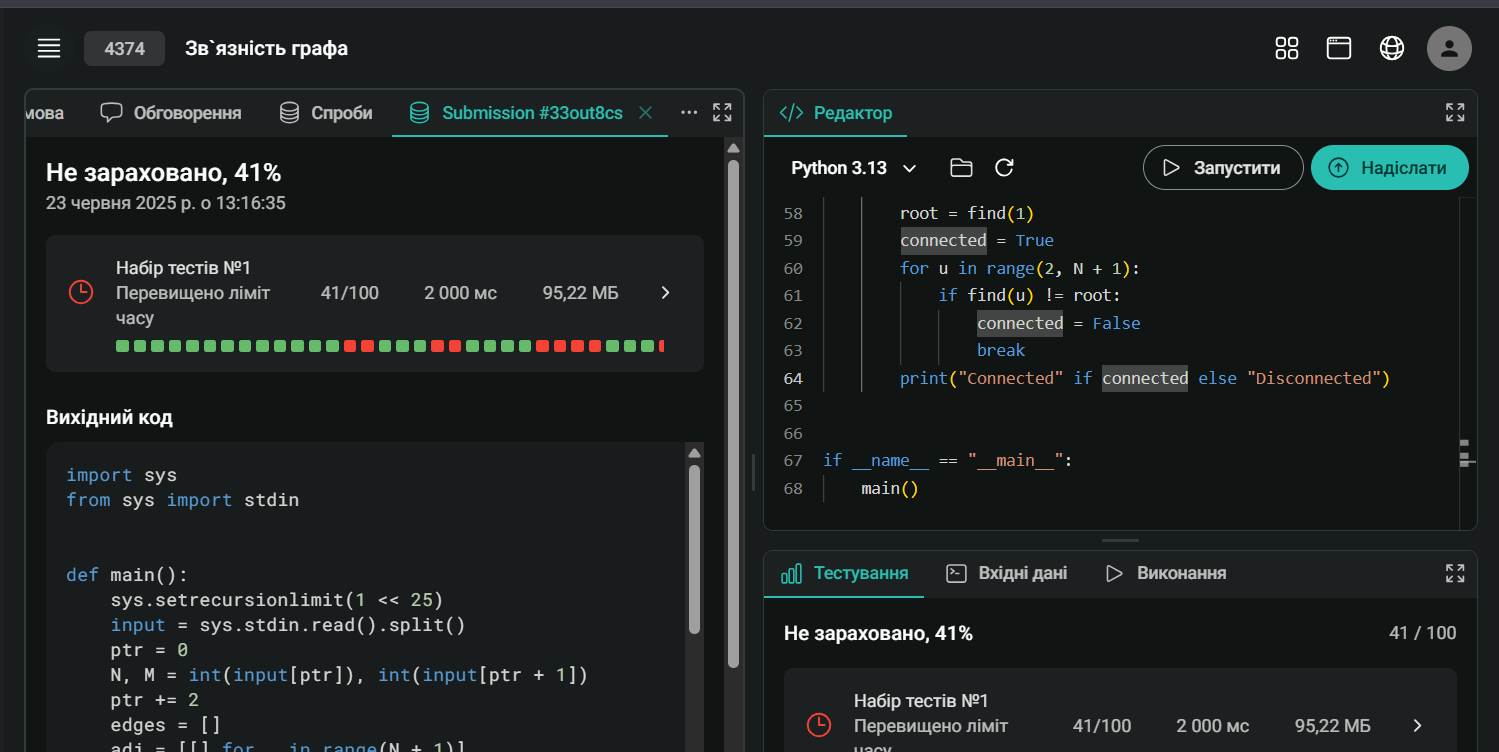 4374
Зв`язність графа
мова
Обговорення
Спроби
Submission #33out8cs
Не зараховано, 41%
23 червня 2025 р. о 13:16:35
Набір тестів №1
Перевищено ліміт часу
41/100
2 000 мс
95,22 МБ
Вихідний код
import sys
from sys import stdin
def main():
    sys.setrecursionlimit(1 << 25)
    input = sys.stdin.read().split()
    ptr = 0
    N, M = int(input[ptr]), int(input[ptr + 1])
    ptr += 2
    edges = []
    adj = [[] for _ in range(N + 1)]
Редактор
Python 3.13
Запустити
Надіслати
58 root = find(1)
59 connected = True
60 for u in range(2, N + 1):
61 if find(u) != root:
62 connected = False
63 break
64 print("Connected" if connected else "Disconnected")
65
66
67 if __name__ == "__main__":
68 main()
Тестування
Вхідні дані
Виконання
Не зараховано, 41%
41 / 100
Набір тестів №1
Перевищено ліміт
часу
41/100
2 000 мс
95,22 МБ